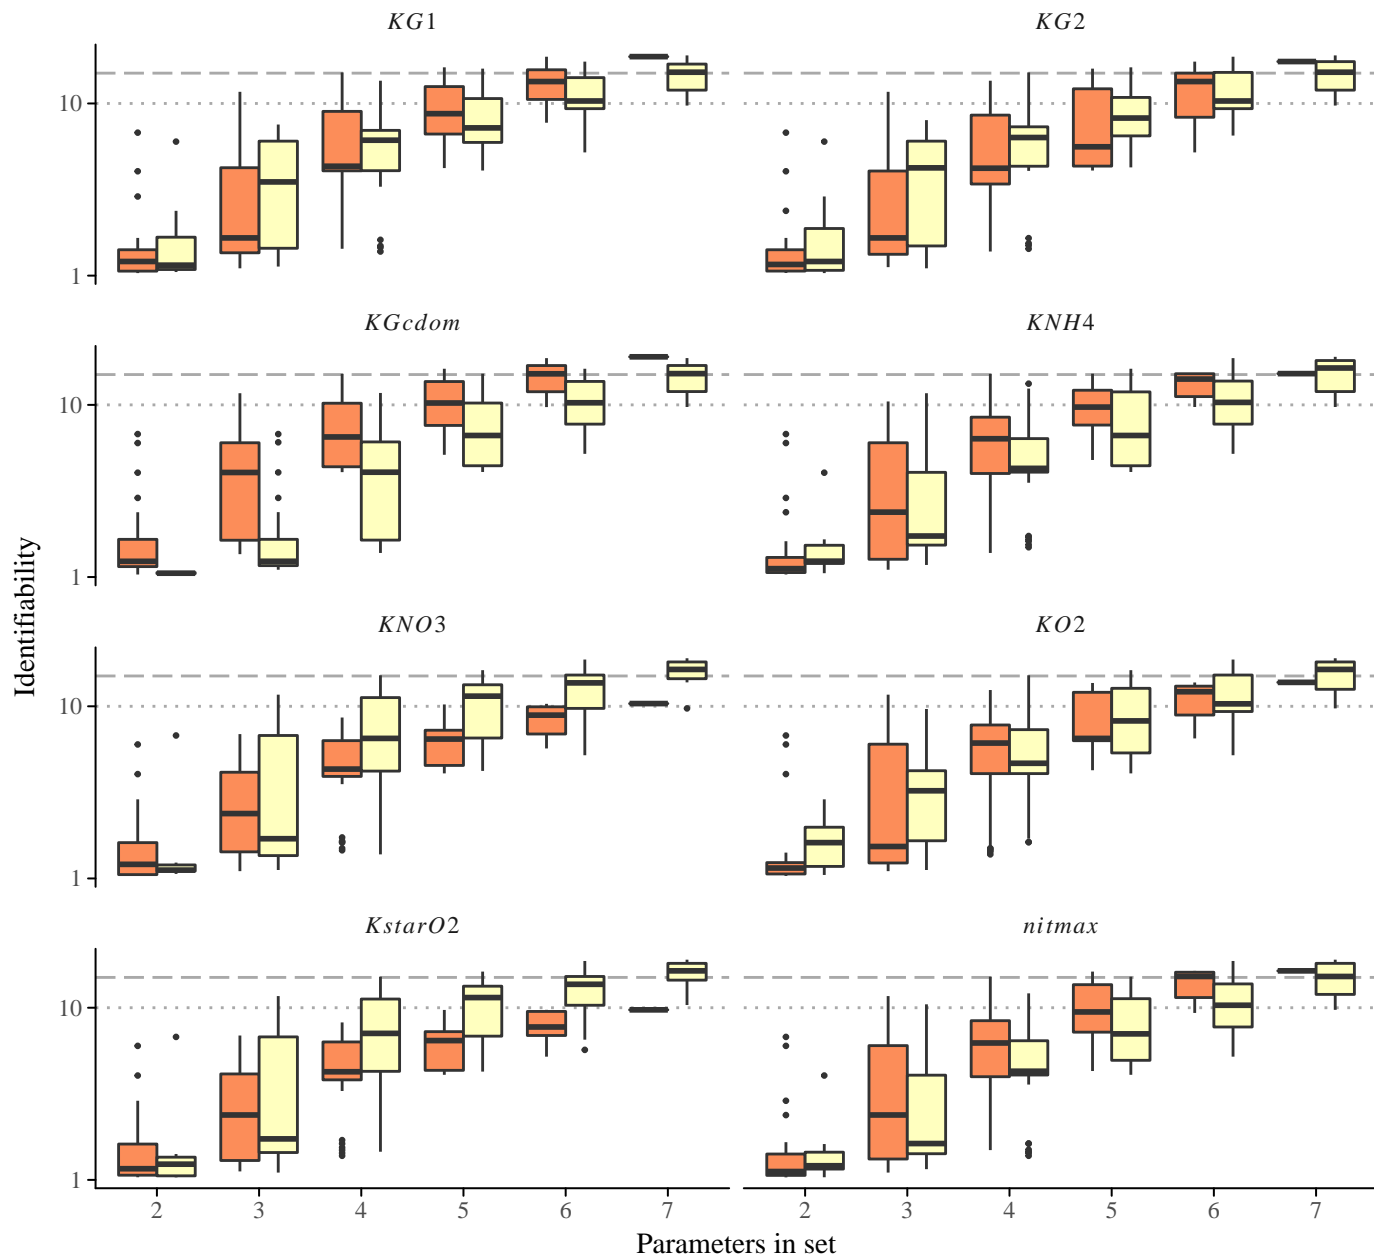 KG1
KG2
10
1
KGcdom
KNH4
10
1
KNO3
KO2
10
1
KstarO2
nitmax
10
1
2 3 4 5 6 7 2 3 4 5 6 7
Parameters in set
Identifiability